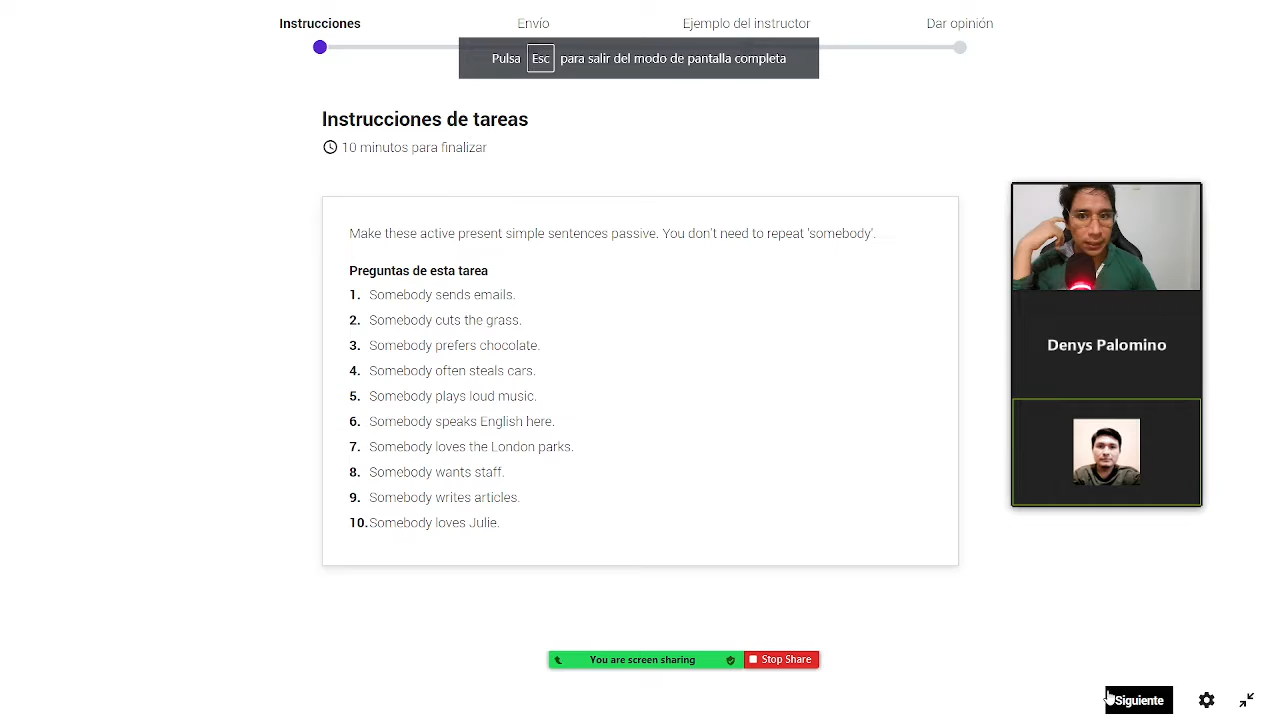 Instrucciones
Envío
Ejemplo del instructor
Dar opinión
Pulsa Esc para salir del modo de pantalla completa
Instrucciones de tareas
10 minutos para finalizar
Make these active present simple sentences passive. You don't need to repeat 'somebody'.
Preguntas de esta tarea
1. Somebody sends emails.
2. Somebody cuts the grass.
3. Somebody prefers chocolate.
4. Somebody often steals cars.
5. Somebody plays loud music.
6. Somebody speaks English here.
7. Somebody loves the London parks.
8. Somebody wants staff.
9. Somebody writes articles.
10. Somebody loves Julie.
Denys Palomino
You are screen sharing
Stop Share
Siguiente